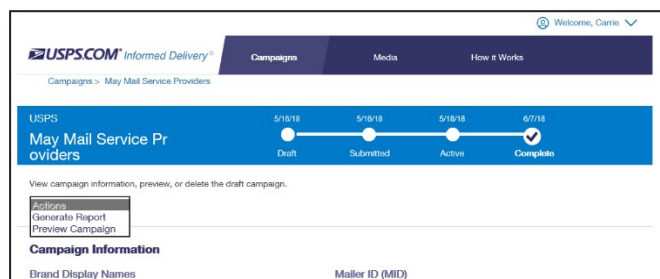 Welcome, Carrie
USPS.COM® Informed Delivery®
Campaigns
Media
How it Works
Campaigns > May Mail Service Providers
USPS
May Mail Service Pr
oviders
5/16/18
5/16/18
5/18/18
6/7/18
Draft
Submitted
Active
Complete
View campaign information, preview, or delete the draft campaign.
Actions
Generate Report
Preview Campaign
Campaign Information
Brand Display Names
Mailer ID (MID)